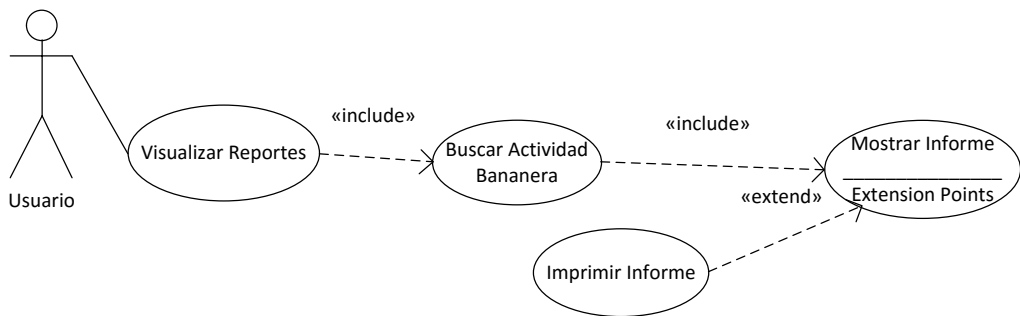 «include»
«include»
Visualizar Reportes
Buscar Actividad
Bananera
Mostrar Informe
Extension Points
«extend»
Usuario
Imprimir Informe